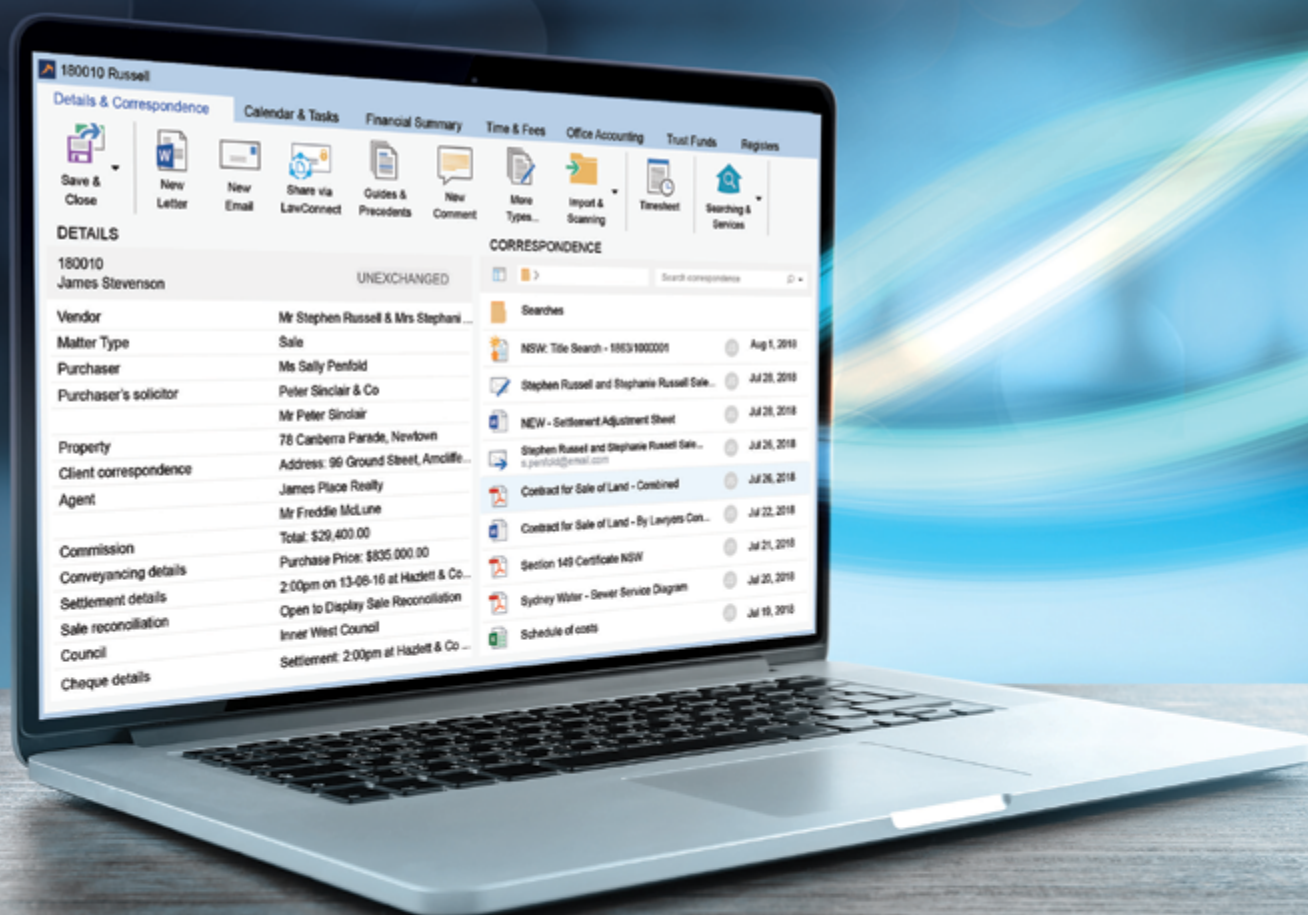 180010 Russell
Details & Correspondence
Calendar & Tasks
Financial Summary
Time & Fees
Office Accounting
Trust Funds
Registers
Save & Close
New Letter
New Email
Share via LawConnect
Guides & Precedents
New Comment
More Types...
Import & Scanning
Timesheet
Searching & Services
DETAILS
180010
James Stevenson
UNEXCHANGED
Vendor
Mr Stephen Russell & Mrs Stephani ...
Matter Type
Sale
Purchaser
Ms Sally Penfold
Purchaser's solicitor
Peter Sinclair & Co
Mr Peter Sinclair
Property
78 Canberra Parade, Newtown
Client correspondence
Address: 99 Ground Street, Arncliffe...
Agent
James Place Realty
Mr Freddie McLune
Commission
Total: $29,400.00
Conveyancing details
Purchase Price: $835.000.00
Settlement details
2:00pm on 13-08-16 at Hazlett & Co...
Sale reconciliation
Open to Display Sale Reconciliation
Council
Inner West Council
Cheque details
Settlement: 2:00pm at Hazlett & Co ...
CORRESPONDENCE
Search correspondence
Searches
NSW: Title Search - 1863/1000001
Aug 1, 2018
Stephen Russell and Stephanie Russell Sale...
Jul 28, 2018
NEW - Settlement Adjustment Sheet
Jul 28, 2018
Stephen Russell and Stephanie Russell Sale...
s.penfold@email.com
Jul 26, 2018
Contract for Sale of Land - Combined
Jul 26, 2018
Contract for Sale of Land - By Lawyers Con...
Jul 22, 2018
Section 149 Certificate NSW
Jul 21, 2018
Sydney Water - Sewer Service Diagram
Jul 20, 2018
Schedule of costs
Jul 19, 2018